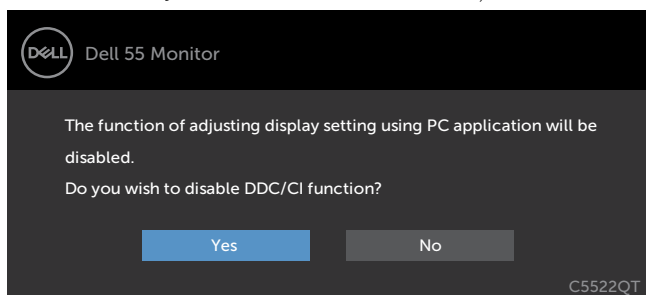 DELL
Dell 55 Monitor
The function of adjusting display setting using PC application will be
disabled.
Do you wish to disable DDC/CI function?
Yes
No
C5522QT